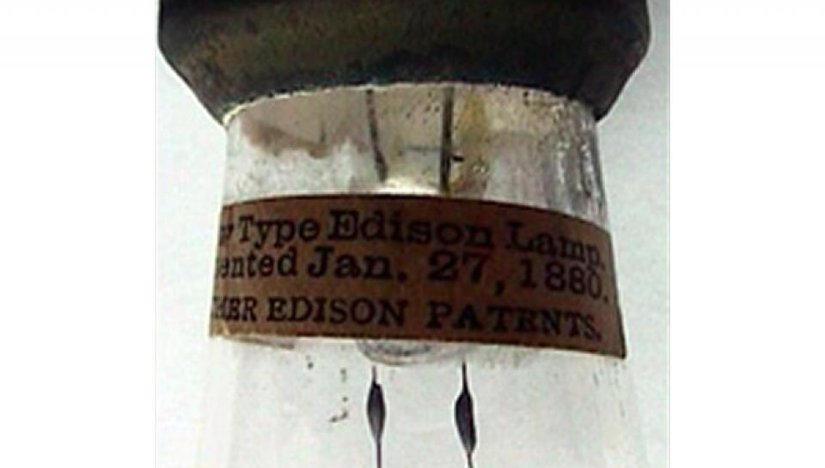 Type Edison Lamp.
ented Jan. 27, 1880.
HER EDISON PATENTS.